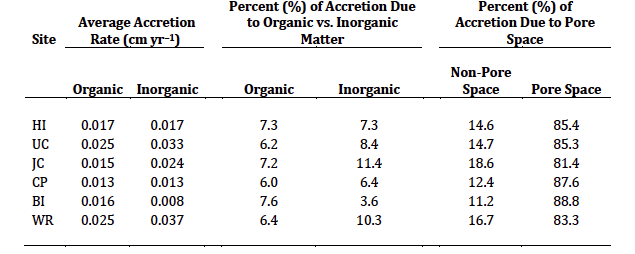 Average Accretion Rate (cm yr⁻¹) Percent (%) of Accretion Due to Organic vs. Inorganic Matter Percent (%) of Accretion Due to Pore Space
Site
Organic Inorganic Organic Inorganic Non-Pore Space Pore Space
HI 0.017 0.017 7.3 7.3 14.6 85.4
UC 0.025 0.033 6.2 8.4 14.7 85.3
JC 0.015 0.024 7.2 11.4 18.6 81.4
CP 0.013 0.013 6.0 6.4 12.4 87.6
BI 0.016 0.008 7.6 3.6 11.2 88.8
WR 0.025 0.037 6.4 10.3 16.7 83.3